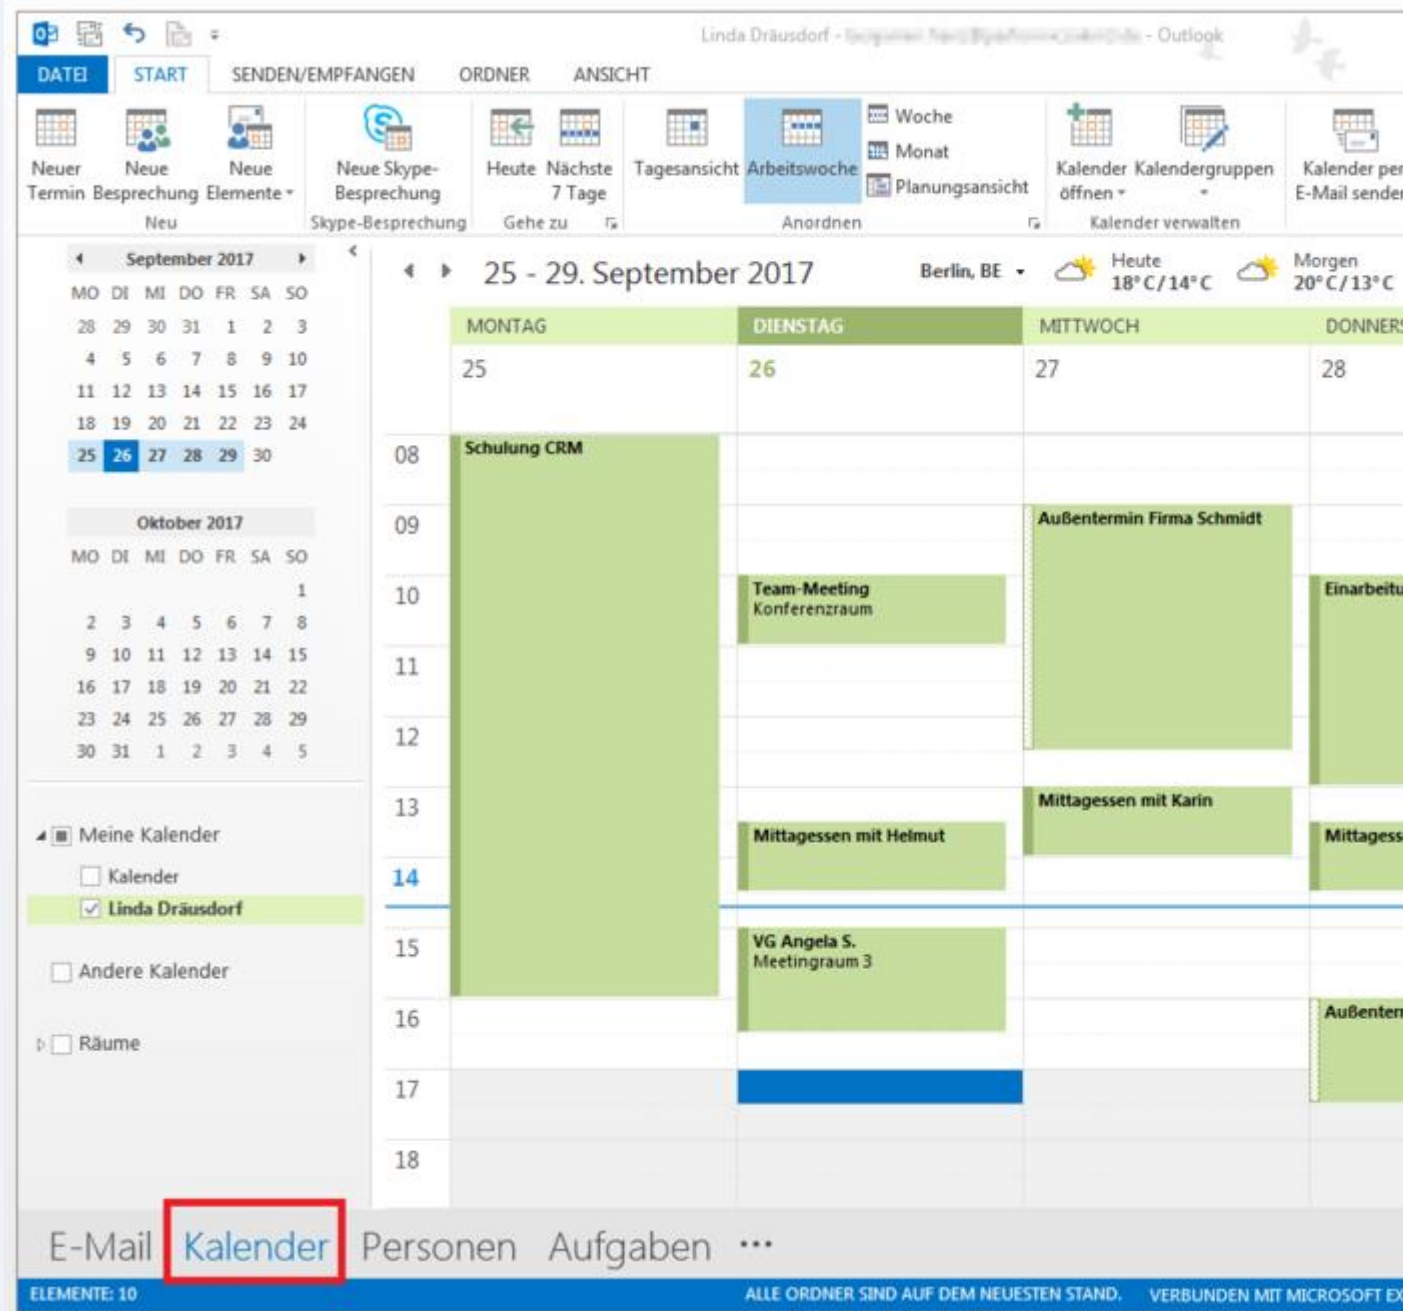 Linda Dräusdorf - - Outlook
DATEI START SENDEN/EMPFANGEN ORDNER ANSICHT
Neuer Termin
Neue Besprechung
Neue Elemente
Neu
Neue Skype-Besprechung
Skype-Besprechung
Heute
Nächste 7 Tage
Gehe zu
Tagesansicht
Arbeitswoche
Woche
Monat
Planungsansicht
Anordnen
Kalender öffnen
Kalendergruppen
Kalender verwalten
Kalender per
E-Mail sender
September 2017
MO DI MI DO FR SA SO
28 29 30 31 1 2 3
4 5 6 7 8 9 10
11 12 13 14 15 16 17
18 19 20 21 22 23 24
25 26 27 28 29 30
Oktober 2017
MO DI MI DO FR SA SO
1
2 3 4 5 6 7 8
9 10 11 12 13 14 15
16 17 18 19 20 21 22
23 24 25 26 27 28 29
30 31 1 2 3 4 5
Meine Kalender
Kalender
Linda Dräusdorf
Andere Kalender
Räume
25 - 29. September 2017
Berlin, BE
Heute
18°C/14°C
Morgen
20°C/13°C
MONTAG DIENSTAG MITTWOCH DONNERS
25 26 27 28
08
09
10
11
12
13
14
15
16
17
18
Schulung CRM
Team-Meeting
Konferenzraum
Mittagessen mit Helmut
VG Angela S.
Meetingraum 3
Außentermin Firma Schmidt
Mittagessen mit Karin
Einarbeitu
Mittagess
Außenterr
E-Mail Kalender Personen Aufgaben ...
ELEMENTE: 10
ALLE ORDNER SIND AUF DEM NEUESTEN STAND. VERBUNDEN MIT MICROSOFT EX